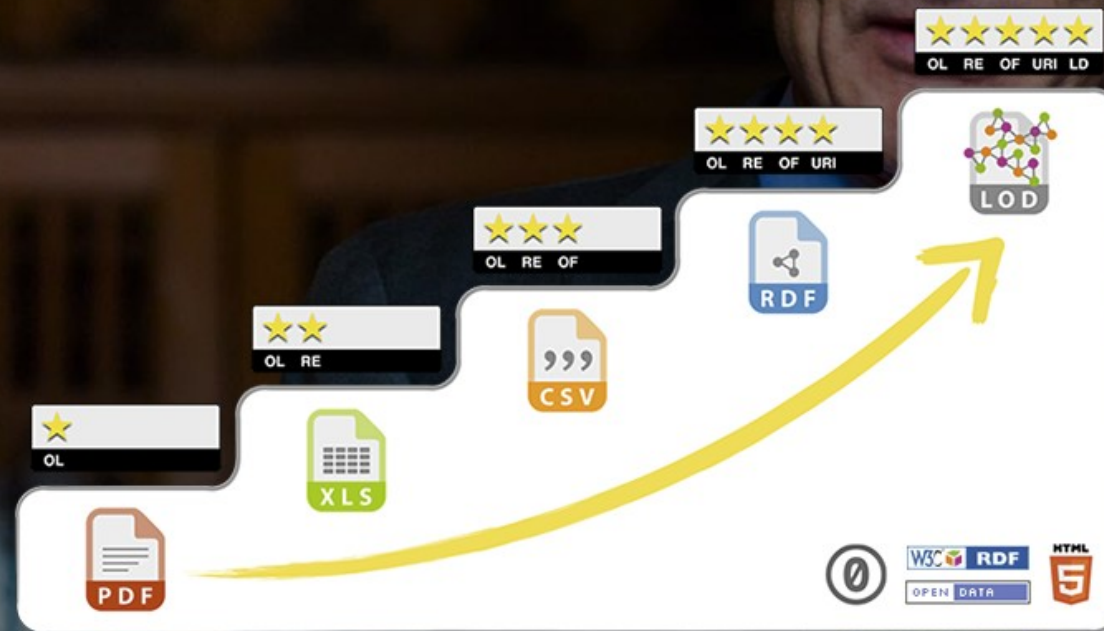 OL RE OF URI LD
OL RE OF URI
LOD
OL RE OF
RDF
OL RE
,,,
CSV
OL
XLS
PDF
0
W3C RDF
OPEN DATA
HTML
5